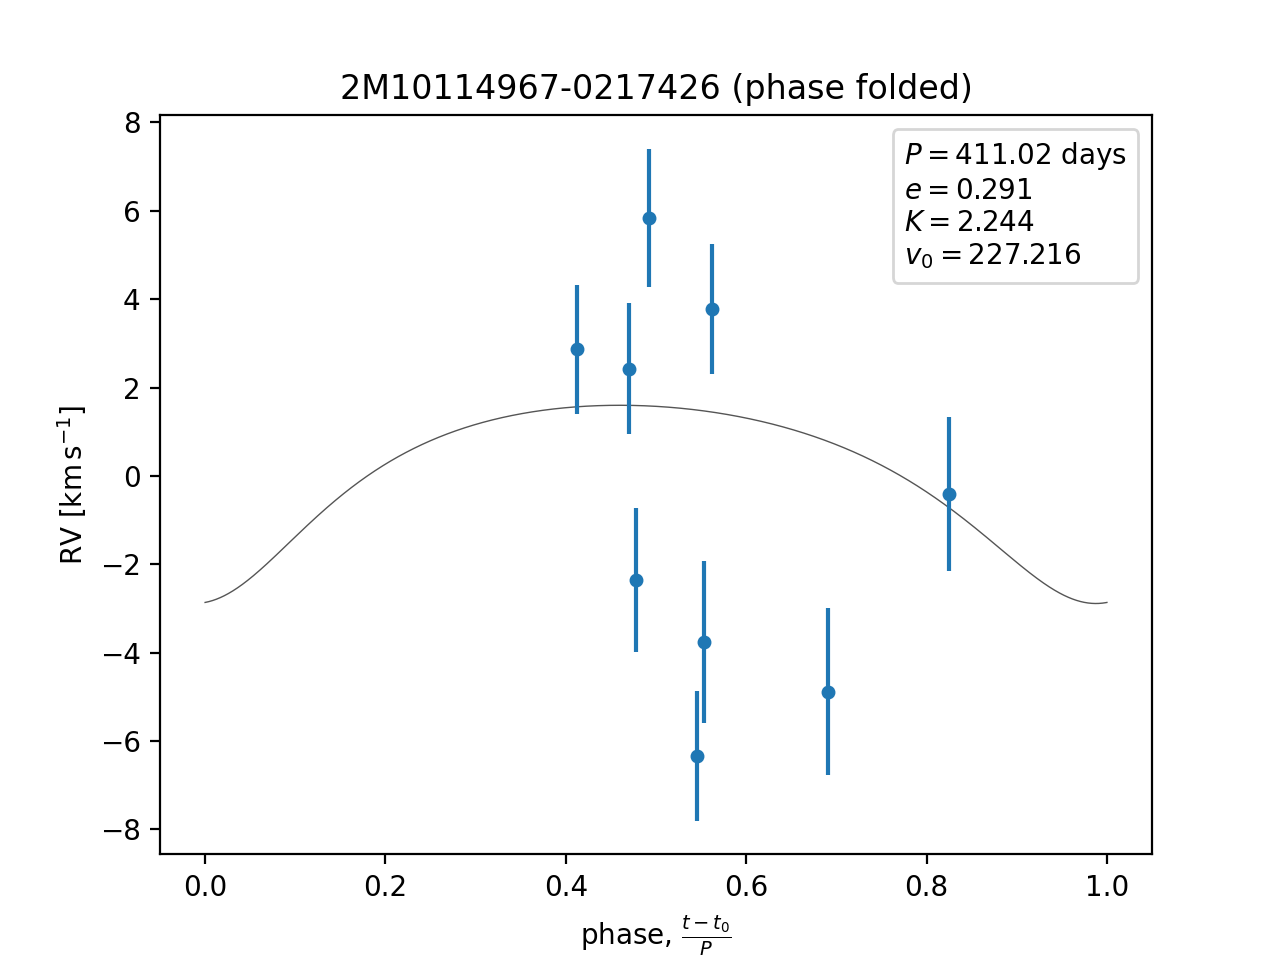 2M10114967-0217426 (phase folded)
P = 411.02 days
e = 0.291
K = 2.244
v₀ = 227.216
8
6
4
2
0
−2
−4
−6
−8
RV [km s⁻¹]
0.0 0.2 0.4 0.6 0.8 1.0
phase, (t − t₀)/P